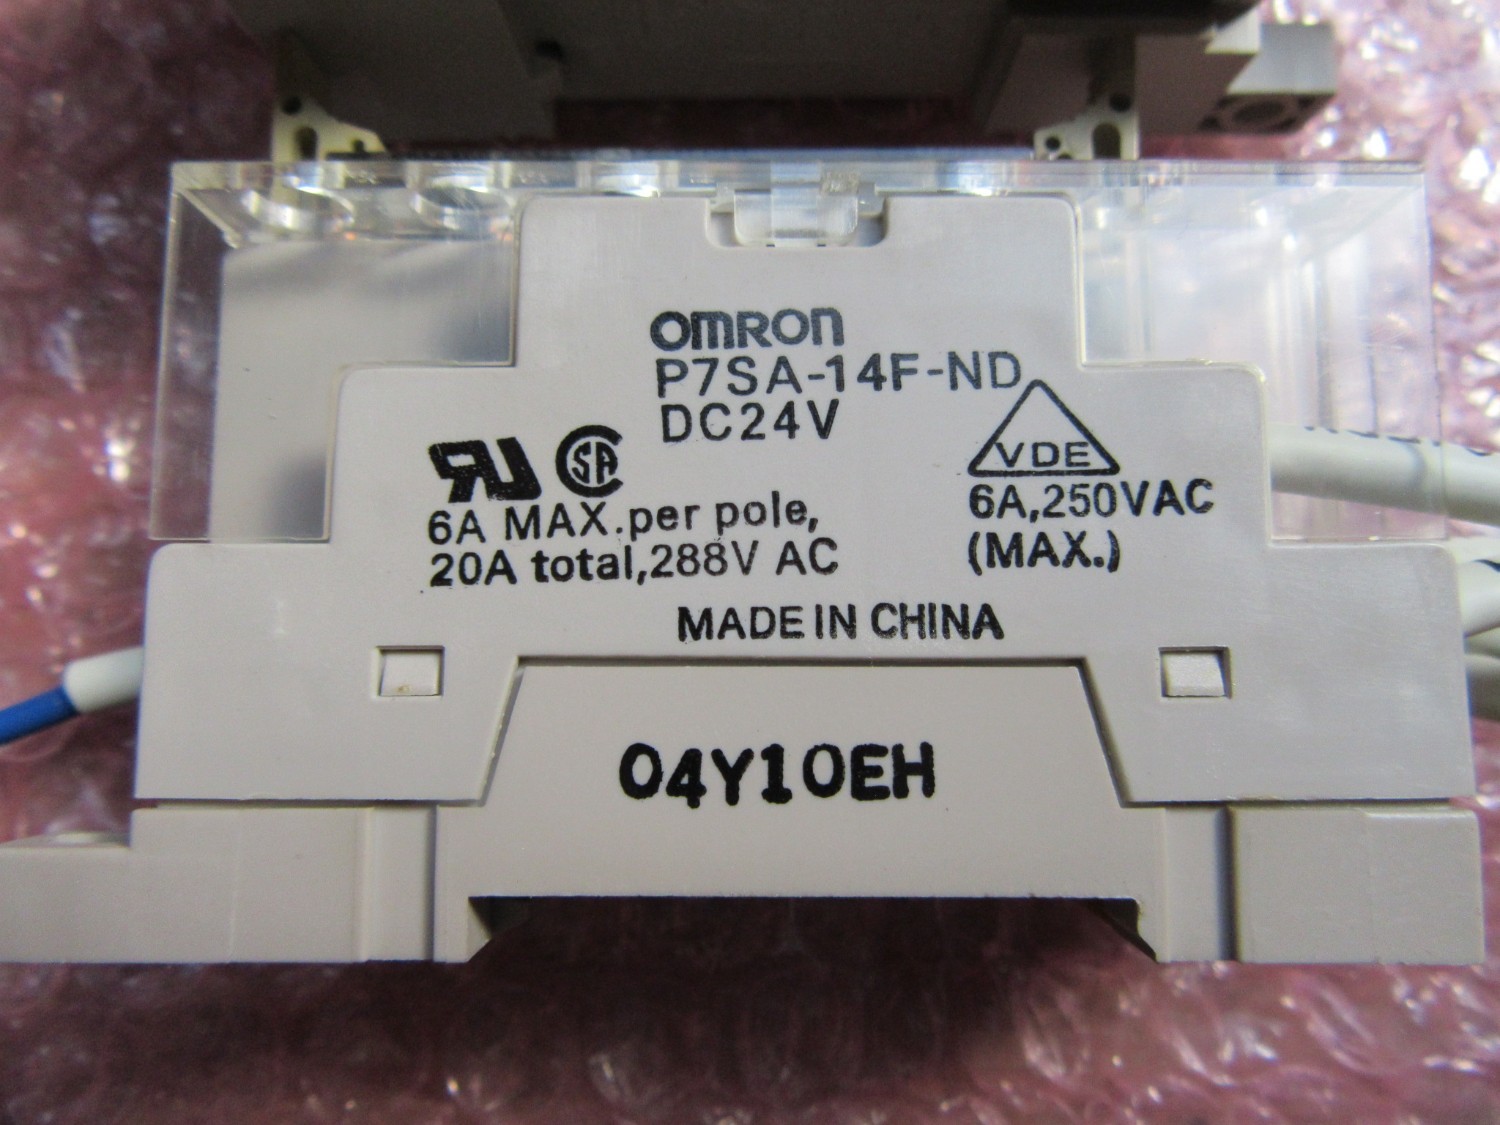 OMRON
P7SA-14F-ND
DC24V
VDE
6A MAX.per pole,
20A total,288V AC
6A,250VAC
(MAX.)
MADE IN CHINA
04Y10EH